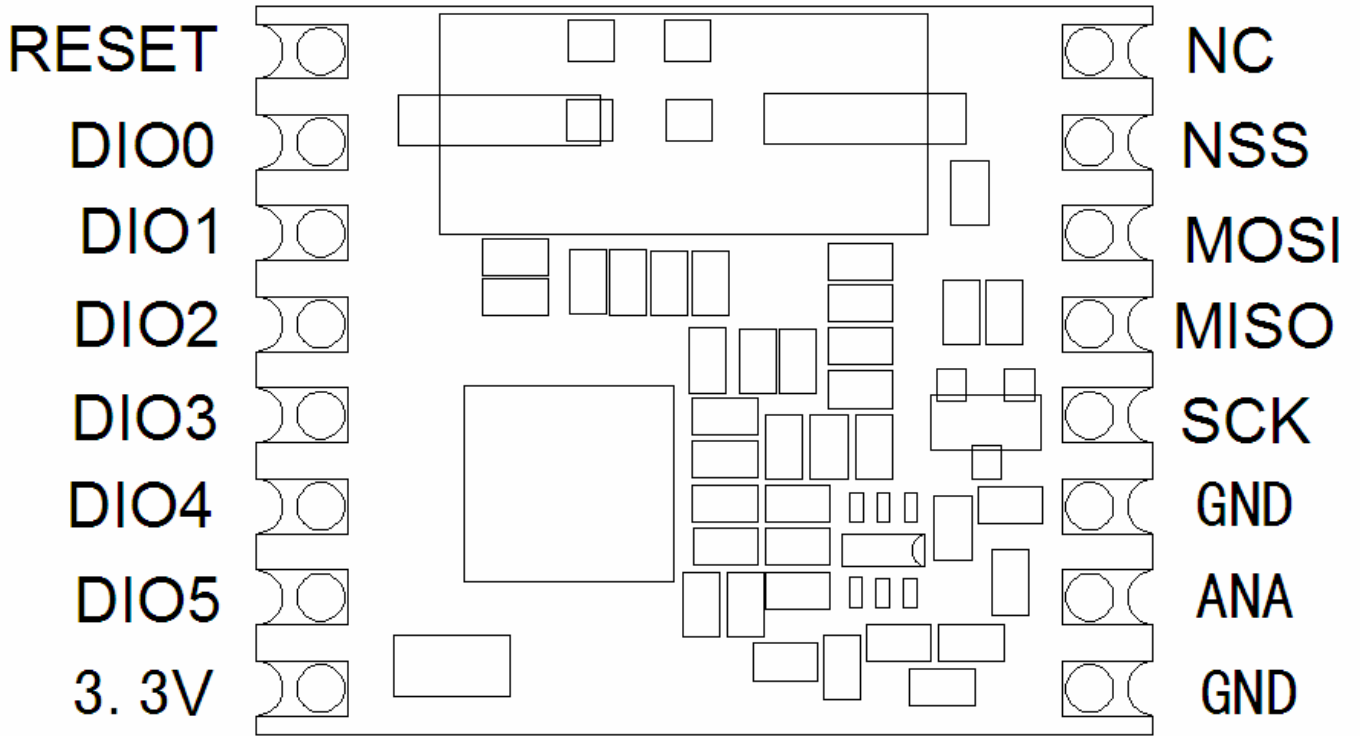 RESET
DIO0
DIO1
DIO2
DIO3
DIO4
DIO5
3. 3V
NC
NSS
MOSI
MISO
SCK
GND
ANA
GND